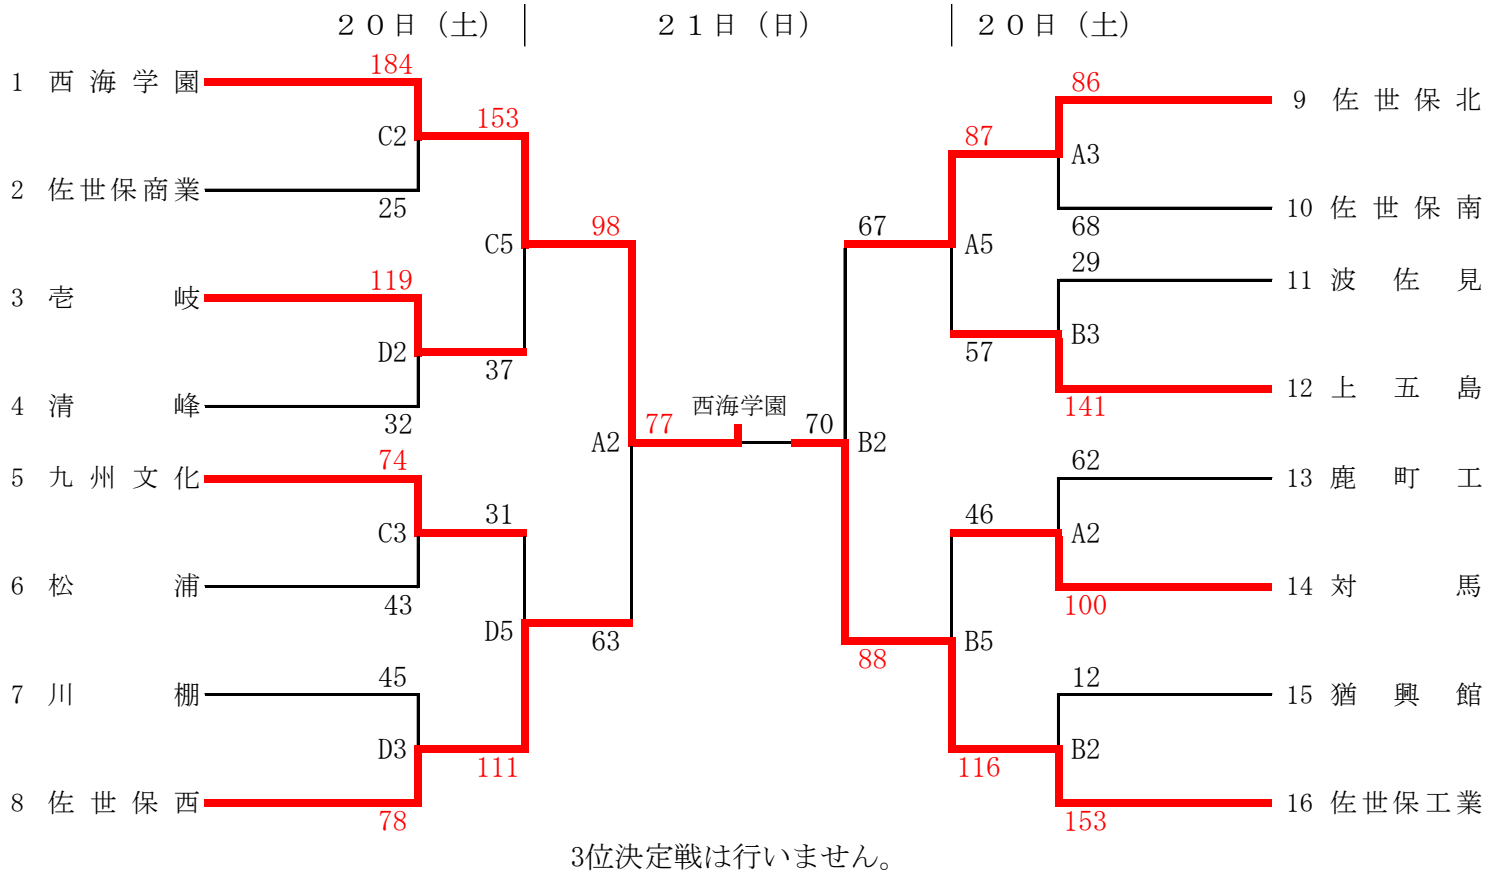 ２０日（土）
２１日（日）
２０日（土）
184
1 西海学園
C2
153
2 佐世保商業
25
C5
98
3 壱岐
119
D2
37
4 清峰
32
A2
77
5 九州文化
74
C3
31
6 松浦
43
D5
63
7 川棚
45
D3
111
8 佐世保西
78
西海学園
86
9 佐世保北
87
A3
10 佐世保南
68
67
A5
29
11 波佐見
B3
57
12 上五島
141
70
B2
62
13 鹿町工
46
A2
14 対馬
100
B5
88
12
15 猶興館
B2
116
16 佐世保工業
153
3位決定戦は行いません。